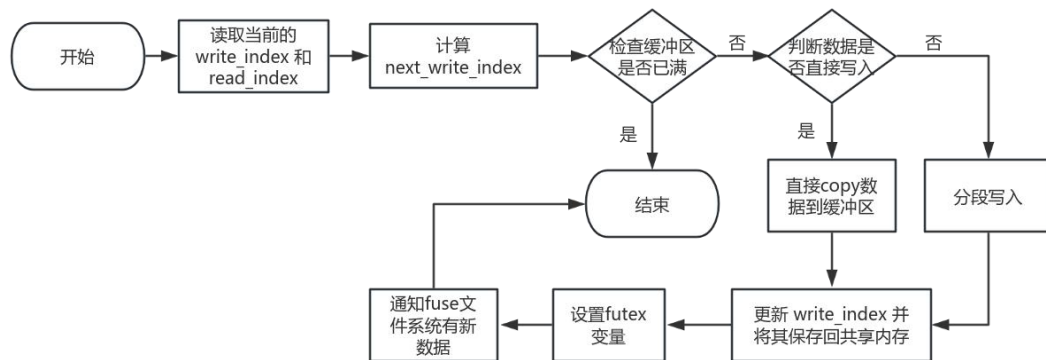 开始
读取当前的
write_index 和
read_index
计算
next_write_index
检查缓冲区
是否已满
否
判断数据是
否直接写入
否
是
是
结束
直接copy数
据到缓冲区
分段写入
通知fuse文
件系统有新
数据
设置futex
变量
更新 write_index 并
将其保存回共享内存